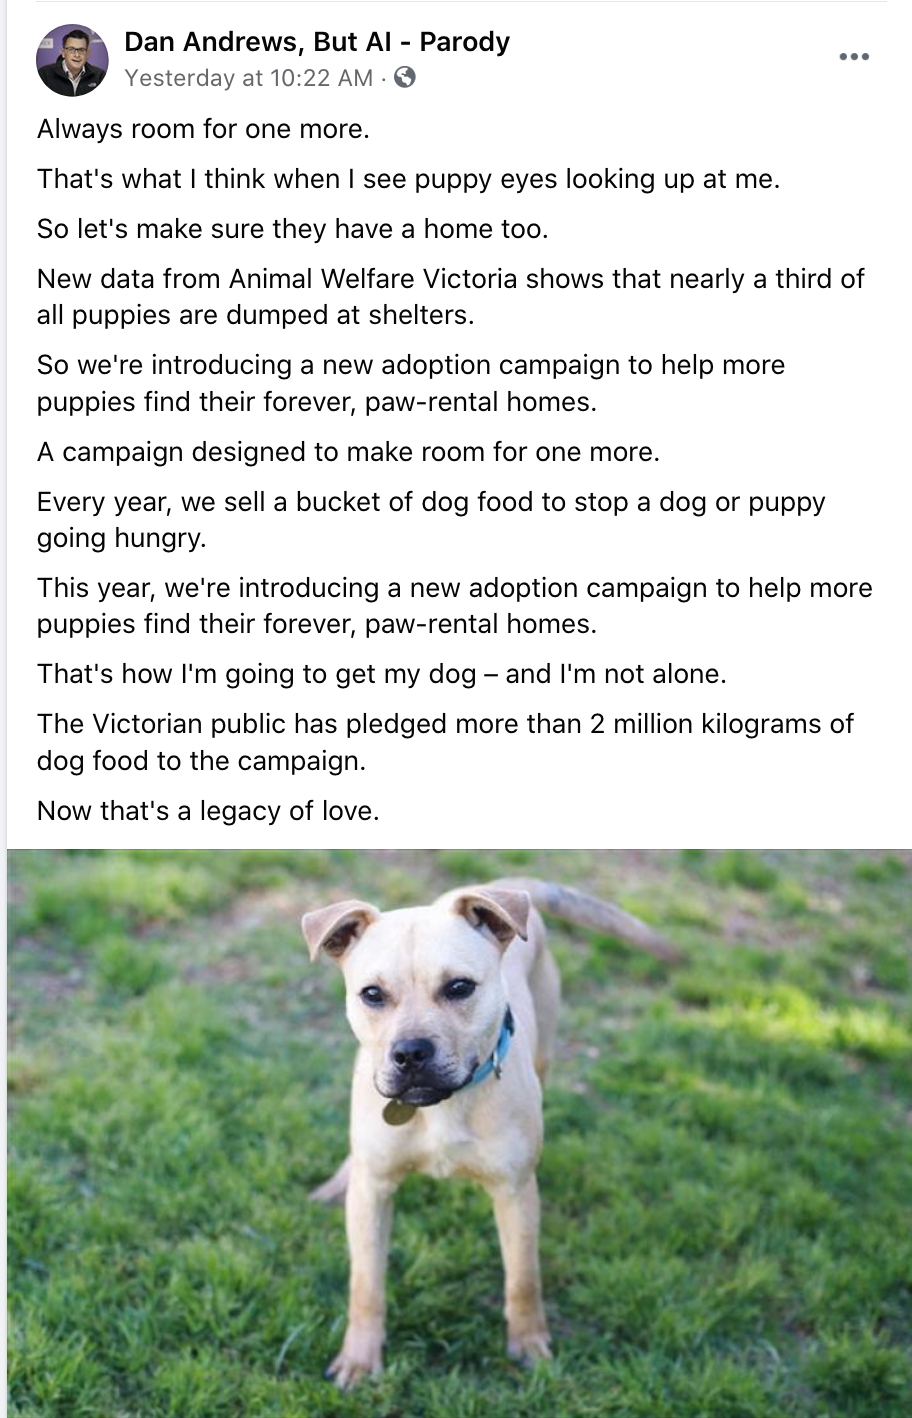 Dan Andrews, But AI - Parody
Yesterday at 10:22 AM ·
Always room for one more.
That's what I think when I see puppy eyes looking up at me.
So let's make sure they have a home too.
New data from Animal Welfare Victoria shows that nearly a third of
all puppies are dumped at shelters.
So we're introducing a new adoption campaign to help more
puppies find their forever, paw-rental homes.
A campaign designed to make room for one more.
Every year, we sell a bucket of dog food to stop a dog or puppy
going hungry.
This year, we're introducing a new adoption campaign to help more
puppies find their forever, paw-rental homes.
That's how I'm going to get my dog – and I'm not alone.
The Victorian public has pledged more than 2 million kilograms of
dog food to the campaign.
Now that's a legacy of love.